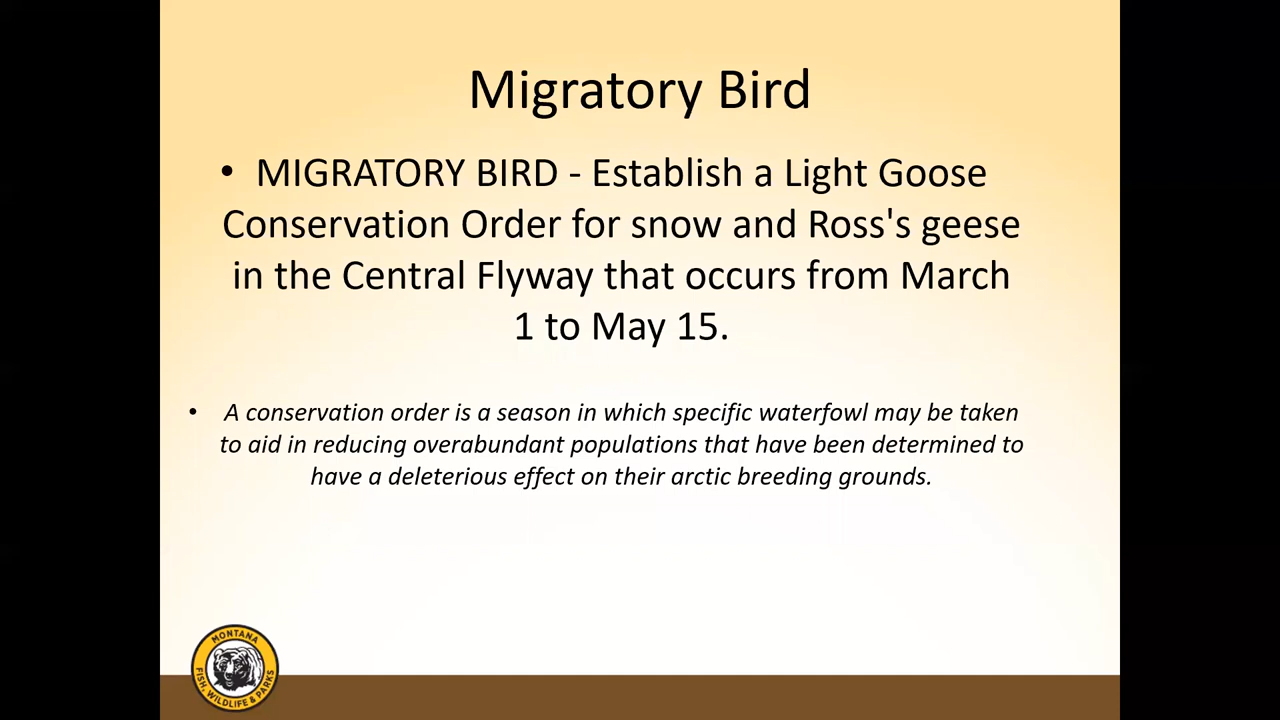 Migratory Bird
• MIGRATORY BIRD - Establish a Light Goose
Conservation Order for snow and Ross's geese
in the Central Flyway that occurs from March
1 to May 15.
• A conservation order is a season in which specific waterfowl may be taken
to aid in reducing overabundant populations that have been determined to
have a deleterious effect on their arctic breeding grounds.
MONTANA
FISH, WILDLIFE & PARKS